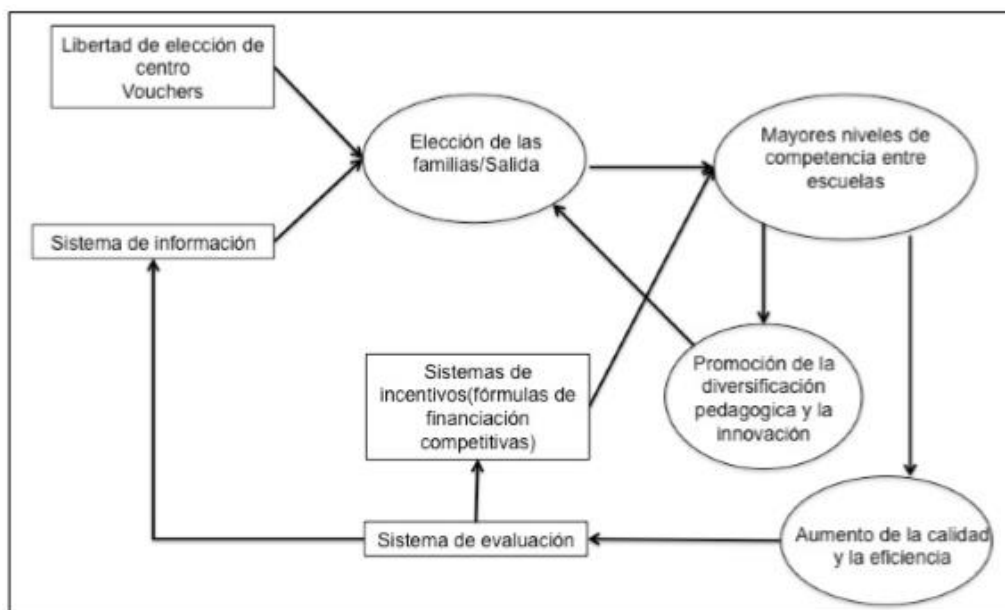 Libertad de elección de
centro
Vouchers
Elección de las
familias/Salida
Mayores niveles de
competencia entre
escuelas
Sistema de información
Sistemas de
incentivos(fórmulas de
financiación
competitivas)
Promoción de la
diversificación
pedagogica y la
innovación
Sistema de evaluación
Aumento de la calidad
y la eficiencia